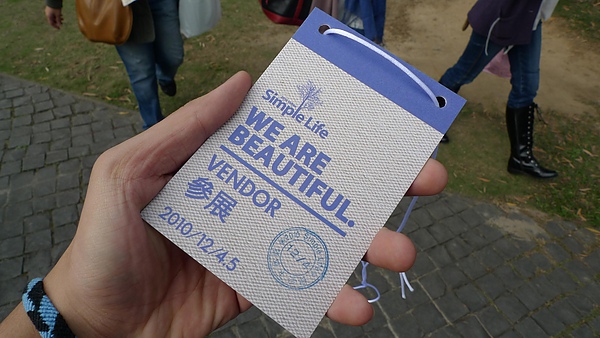 Simple Life
WE ARE
BEAUTIFUL.
VENDOR
參展
2010/12/4.5